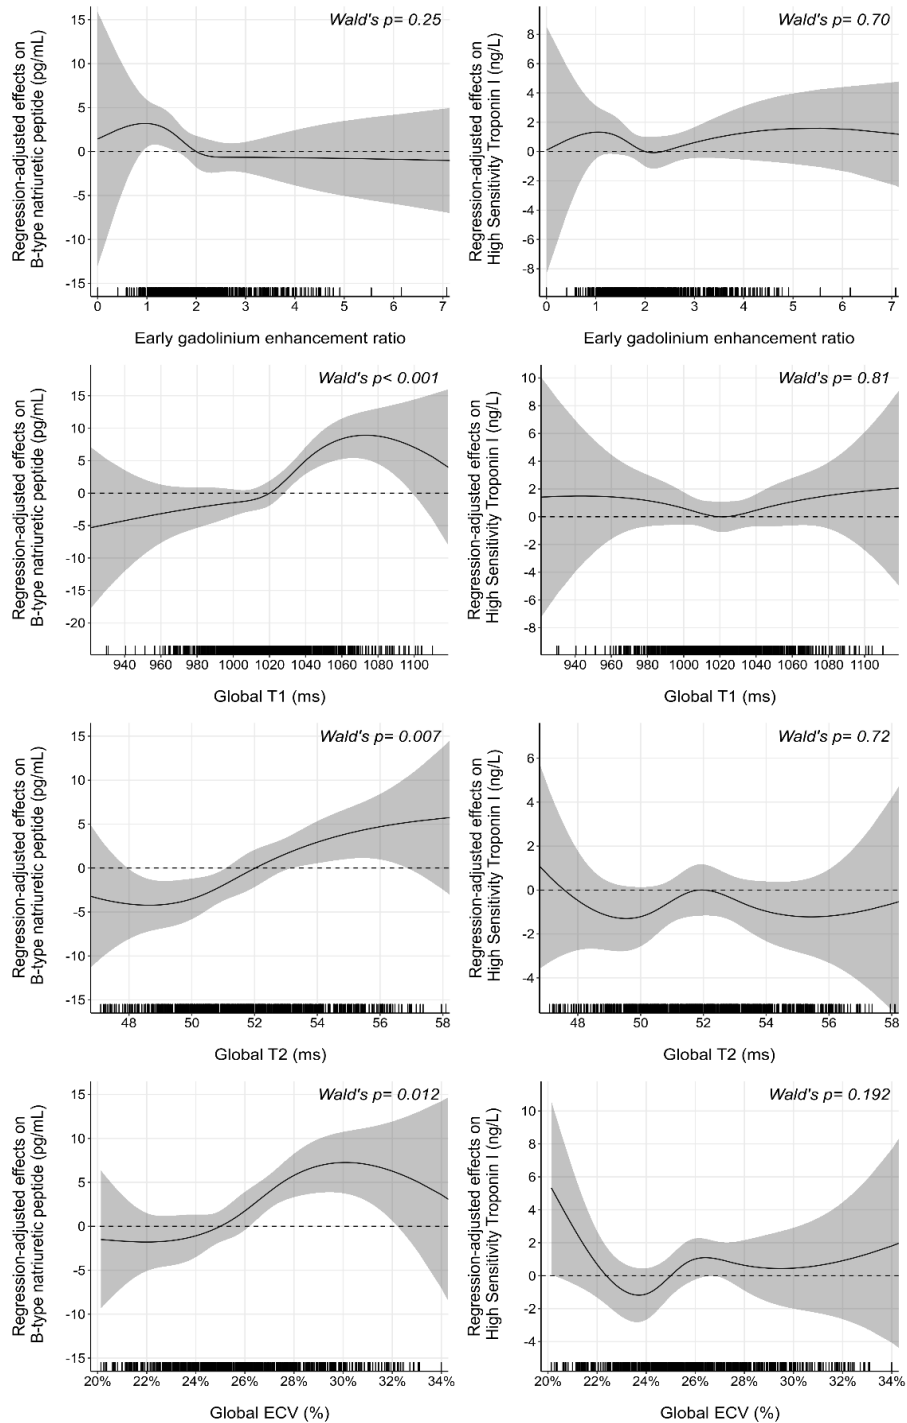 Wald's p= 0.25
Regression-adjusted effects on
B-type natriuretic peptide (pg/mL)
15
10
5
0
-5
-10
-15
0 1 2 3 4 5 6 7
Early gadolinium enhancement ratio
Wald's p= 0.70
Regression-adjusted effects on
High Sensitivity Troponin I (ng/L)
8
6
4
2
0
-2
-4
-6
-8
0 1 2 3 4 5 6 7
Early gadolinium enhancement ratio
Wald's p< 0.001
Regression-adjusted effects on
B-type natriuretic peptide (pg/mL)
15
10
5
0
-5
-10
-15
-20
940 960 980 1000 1020 1040 1060 1080 1100
Global T1 (ms)
Wald's p= 0.81
Regression-adjusted effects on
High Sensitivity Troponin I (ng/L)
10
8
6
4
2
0
-2
-4
-6
-8
940 960 980 1000 1020 1040 1060 1080 1100
Global T1 (ms)
Wald's p= 0.007
Regression-adjusted effects on
B-type natriuretic peptide (pg/mL)
15
10
5
0
-5
-10
-15
48 50 52 54 56 58
Global T2 (ms)
Wald's p= 0.72
Regression-adjusted effects on
High Sensitivity Troponin I (ng/L)
6
4
2
0
-2
-4
48 50 52 54 56 58
Global T2 (ms)
Wald's p= 0.012
Regression-adjusted effects on
B-type natriuretic peptide (pg/mL)
15
10
5
0
-5
-10
-15
20% 22% 24% 26% 28% 30% 32% 34%
Global ECV (%)
Wald's p= 0.192
Regression-adjusted effects on
High Sensitivity Troponin I (ng/L)
10
8
6
4
2
0
-2
-4
20% 22% 24% 26% 28% 30% 32% 34%
Global ECV (%)